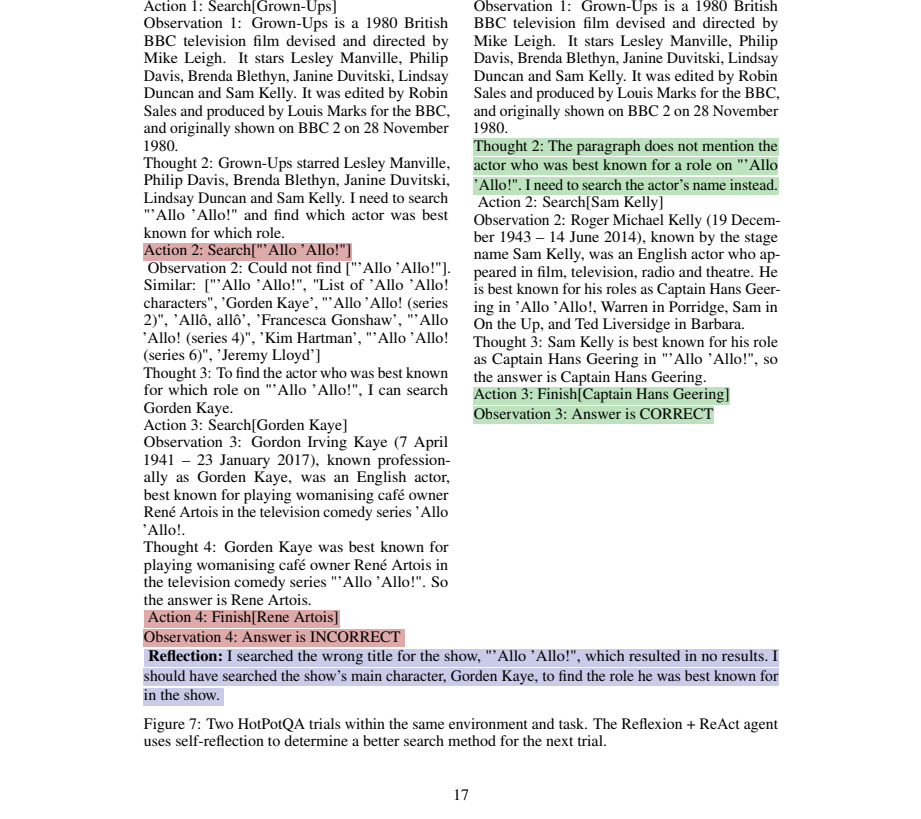 Action 1: Search[Grown-Ups]
Observation 1: Grown-Ups is a 1980 British
BBC television film devised and directed by
Mike Leigh. It stars Lesley Manville, Philip
Davis, Brenda Blethyn, Janine Duvitski, Lindsay
Duncan and Sam Kelly. It was edited by Robin
Sales and produced by Louis Marks for the BBC,
and originally shown on BBC 2 on 28 November
1980.
Thought 2: Grown-Ups starred Lesley Manville,
Philip Davis, Brenda Blethyn, Janine Duvitski,
Lindsay Duncan and Sam Kelly. I need to search
"’Allo ’Allo!" and find which actor was best
known for which role.
Action 2: Search["’Allo ’Allo!"]
Observation 2: Could not find ["’Allo ’Allo!"].
Similar: ["’Allo ’Allo!", "List of ’Allo ’Allo!
characters", ’Gorden Kaye’, "’Allo ’Allo! (series
2)", ’Allô, allô’, ’Francesca Gonshaw’, "’Allo
’Allo! (series 4)", ’Kim Hartman’, "’Allo ’Allo!
(series 6)", ’Jeremy Lloyd’]
Thought 3: To find the actor who was best known
for which role on "’Allo ’Allo!", I can search
Gorden Kaye.
Action 3: Search[Gorden Kaye]
Observation 3: Gordon Irving Kaye (7 April
1941 – 23 January 2017), known profession-
ally as Gorden Kaye, was an English actor,
best known for playing womanising café owner
René Artois in the television comedy series ’Allo
’Allo!.
Thought 4: Gorden Kaye was best known for
playing womanising café owner René Artois in
the television comedy series "’Allo ’Allo!". So
the answer is Rene Artois.
Action 4: Finish[Rene Artois]
Observation 4: Answer is INCORRECT
Observation 1: Grown-Ups is a 1980 British
BBC television film devised and directed by
Mike Leigh. It stars Lesley Manville, Philip
Davis, Brenda Blethyn, Janine Duvitski, Lindsay
Duncan and Sam Kelly. It was edited by Robin
Sales and produced by Louis Marks for the BBC,
and originally shown on BBC 2 on 28 November
1980.
Thought 2: The paragraph does not mention the
actor who was best known for a role on "’Allo
’Allo!". I need to search the actor’s name instead.
Action 2: Search[Sam Kelly]
Observation 2: Roger Michael Kelly (19 Decem-
ber 1943 – 14 June 2014), known by the stage
name Sam Kelly, was an English actor who ap-
peared in film, television, radio and theatre. He
is best known for his roles as Captain Hans Geer-
ing in ’Allo ’Allo!, Warren in Porridge, Sam in
On the Up, and Ted Liversidge in Barbara.
Thought 3: Sam Kelly is best known for his role
as Captain Hans Geering in "’Allo ’Allo!", so
the answer is Captain Hans Geering.
Action 3: Finish[Captain Hans Geering]
Observation 3: Answer is CORRECT
Reflection: I searched the wrong title for the show, "’Allo ’Allo!", which resulted in no results. I
should have searched the show’s main character, Gorden Kaye, to find the role he was best known for
in the show.
Figure 7: Two HotPotQA trials within the same environment and task. The Reflexion + ReAct agent
uses self-reflection to determine a better search method for the next trial.
17